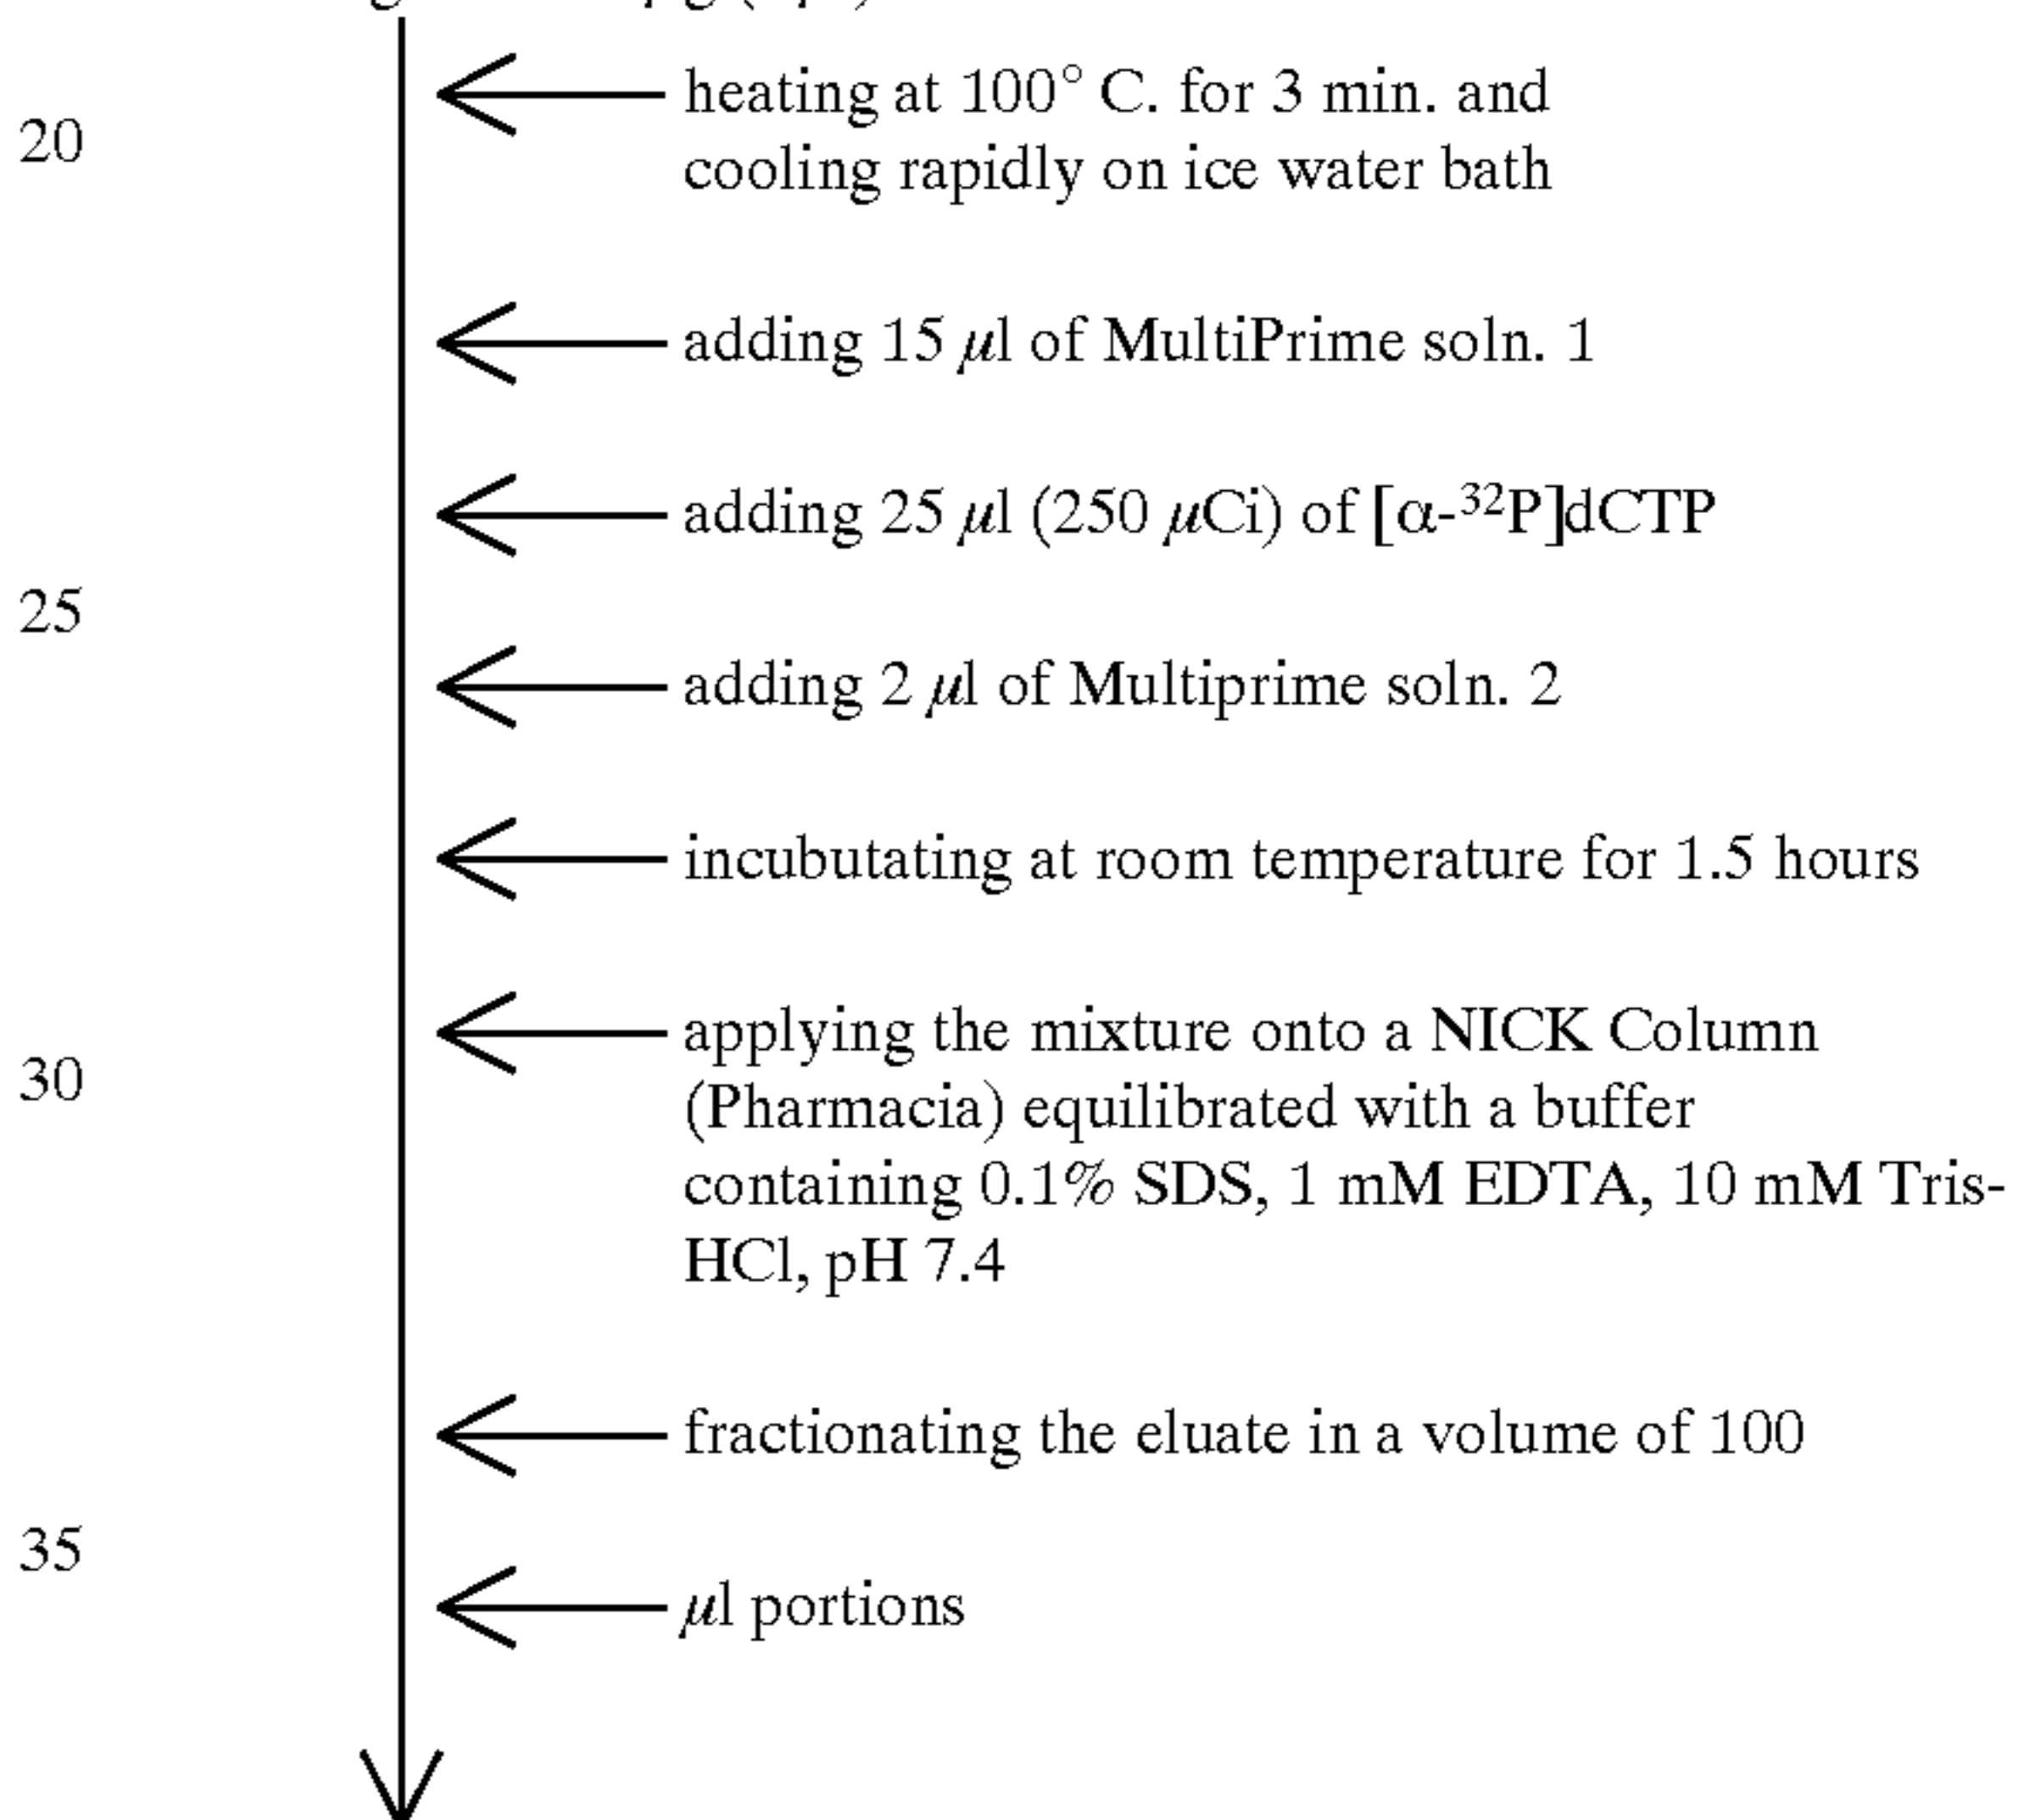 heating at 100° C. for 3 min. and
20
cooling rapidly on ice water bath
adding 15 μl of MultiPrime soln. 1
adding 25 μl (250 μCi) of [α-³²P]dCTP
25
adding 2 μl of Multiprime soln. 2
incubutating at room temperature for 1.5 hours
applying the mixture onto a NICK Column
30
(Pharmacia) equilibrated with a buffer
containing 0.1% SDS, 1 mM EDTA, 10 mM Tris-
HCl, pH 7.4
fractionating the eluate in a volume of 100
35
μl portions